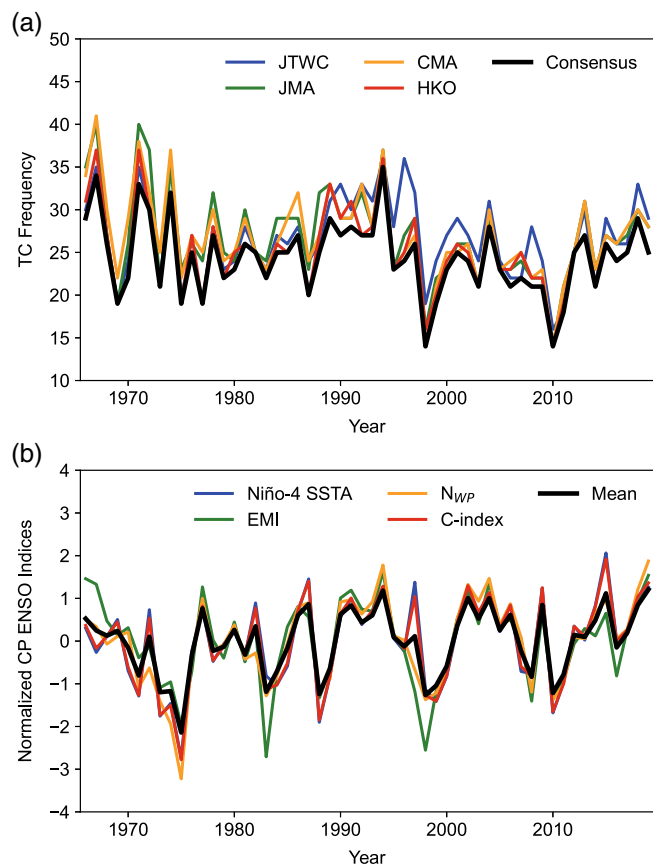 (a)
50
45
40
35
30
25
20
15
10
TC Frequency
JTWC CMA Consensus
JMA HKO
1970 1980 1990 2000 2010
Year
(b)
4
3
2
1
0
−1
−2
−3
−4
Normalized CP ENSO Indices
Niño-4 SSTA N_WP Mean
EMI C-index
1970 1980 1990 2000 2010
Year